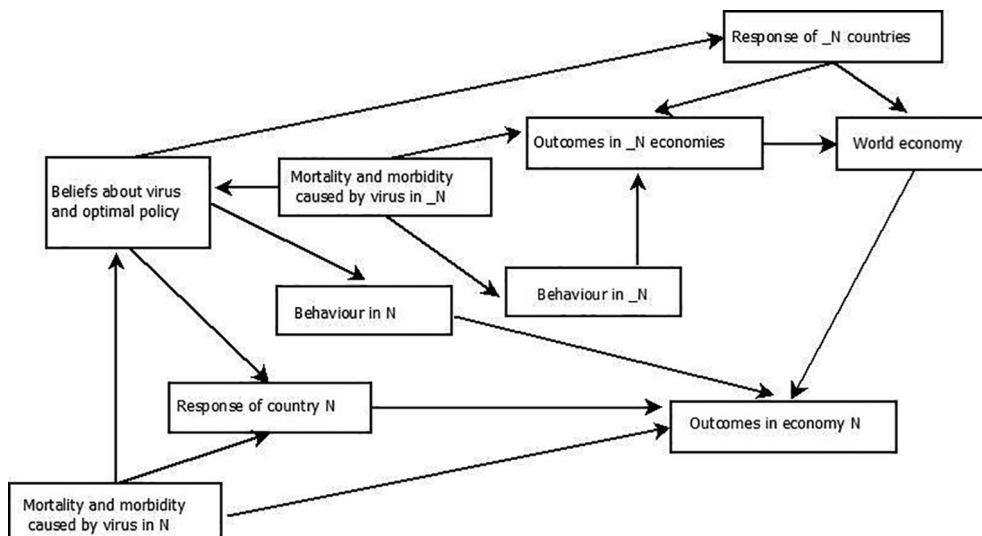 Response of _N countries
Outcomes in _N economies
World economy
Beliefs about virus
and optimal policy
Mortality and morbidity
caused by virus in _N
Behaviour in _N
Behaviour in N
Response of country N
Outcomes in economy N
Mortality and morbidity
caused by virus in N